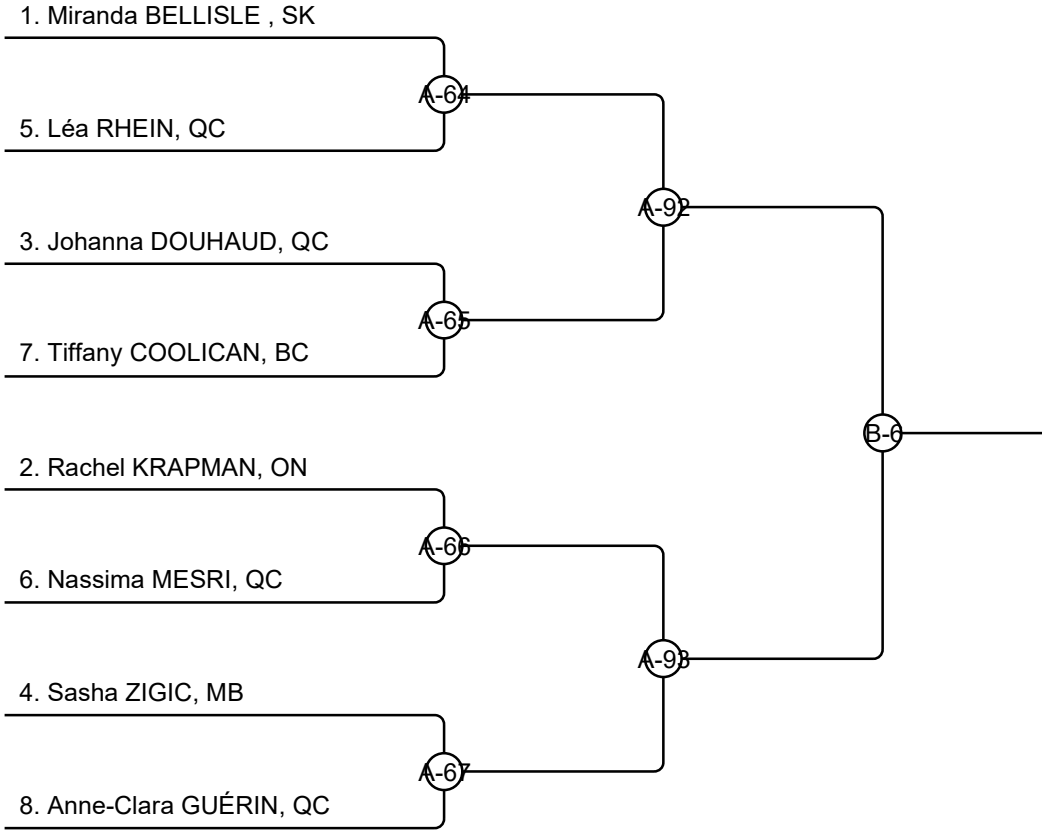 1. Miranda BELLISLE , SK
A-64
5. Léa RHEIN, QC
A-92
3. Johanna DOUHAUD, QC
A-65
7. Tiffany COOLICAN, BC
B-6
2. Rachel KRAPMAN, ON
A-66
6. Nassima MESRI, QC
A-93
4. Sasha ZIGIC, MB
A-67
8. Anne-Clara GUÉRIN, QC